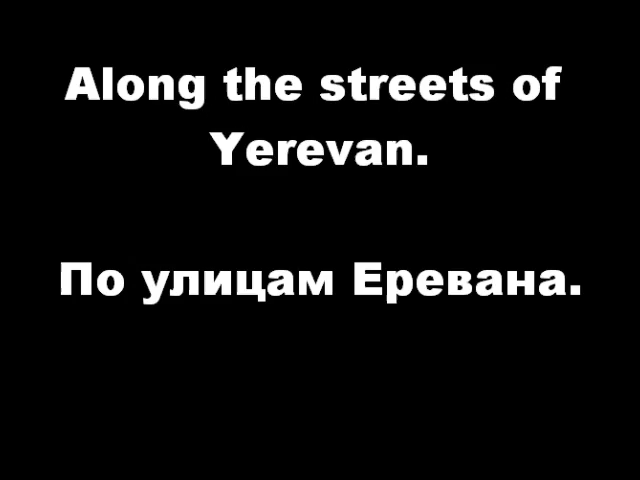 Along the streets of
Yerevan.
По улицам Еревана.